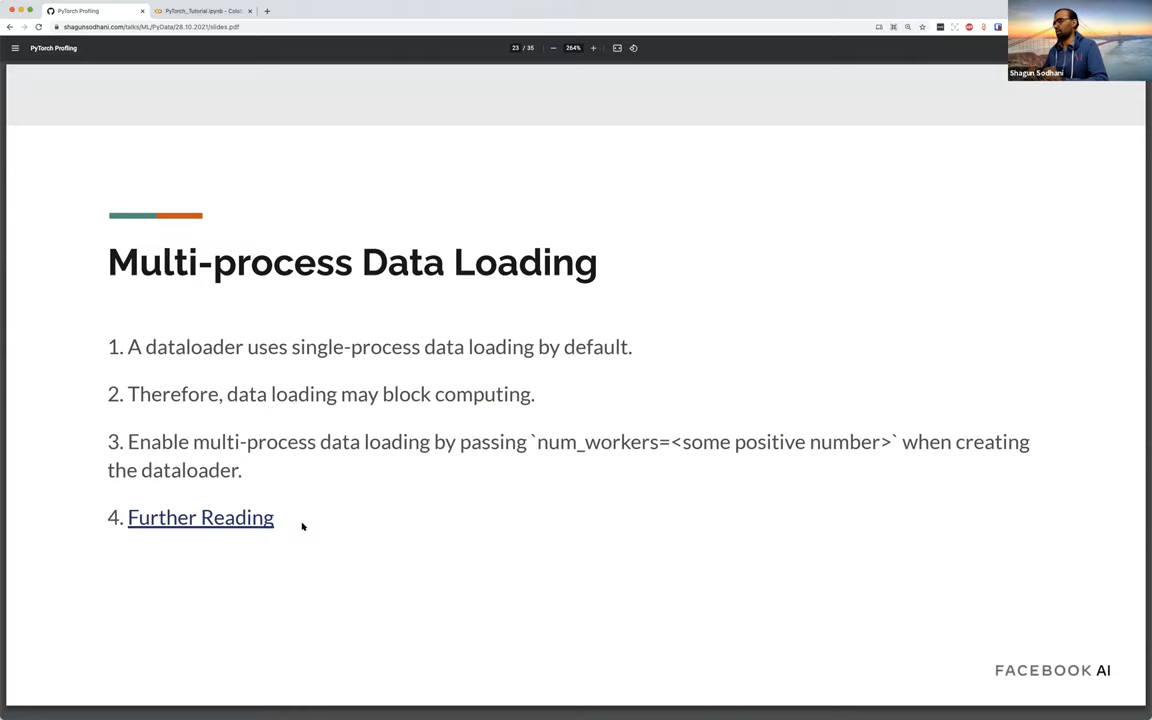 PyTorch Profling
PyTorch_Tutorial.ipynb - Colab
shagunsodhani.com/talks/ML/PyData/28.10.2021/slides.pdf
PyTorch Profling
23 / 35
264%
Shagun Sodhani
Multi-process Data Loading
1. A dataloader uses single-process data loading by default.
2. Therefore, data loading may block computing.
3. Enable multi-process data loading by passing `num_workers=<some positive number>` when creating
the dataloader.
4. Further Reading
FACEBOOK AI